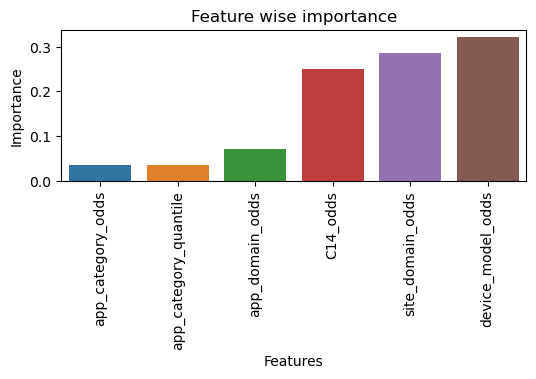 Feature wise importance
Importance
0.3
0.2
0.1
0.0
app_category_odds
app_category_quantile
app_domain_odds
C14_odds
site_domain_odds
device_model_odds
Features